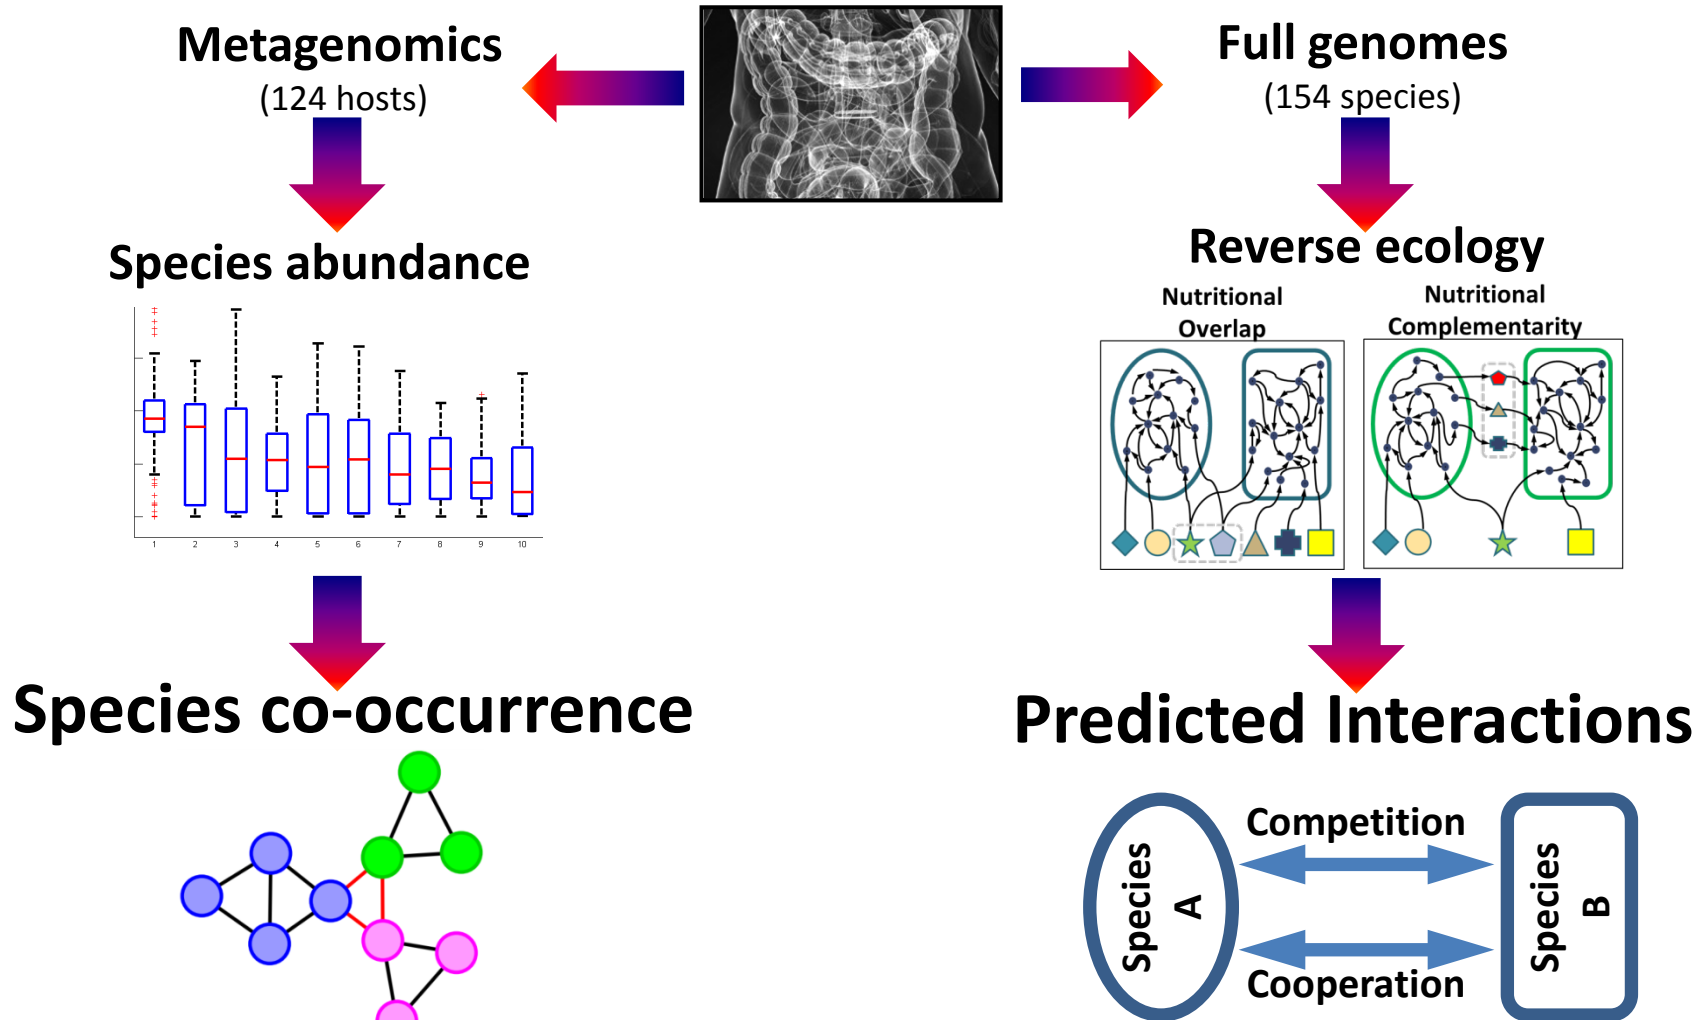 Metagenomics
(124 hosts)
Full genomes
(154 species)
Species abundance
1 2 3 4 5 6 7 8 9 10
Reverse ecology
Nutritional
Overlap
Nutritional
Complementarity
Species co-occurrence
Predicted Interactions
Species
A
Competition
Cooperation
Species
B